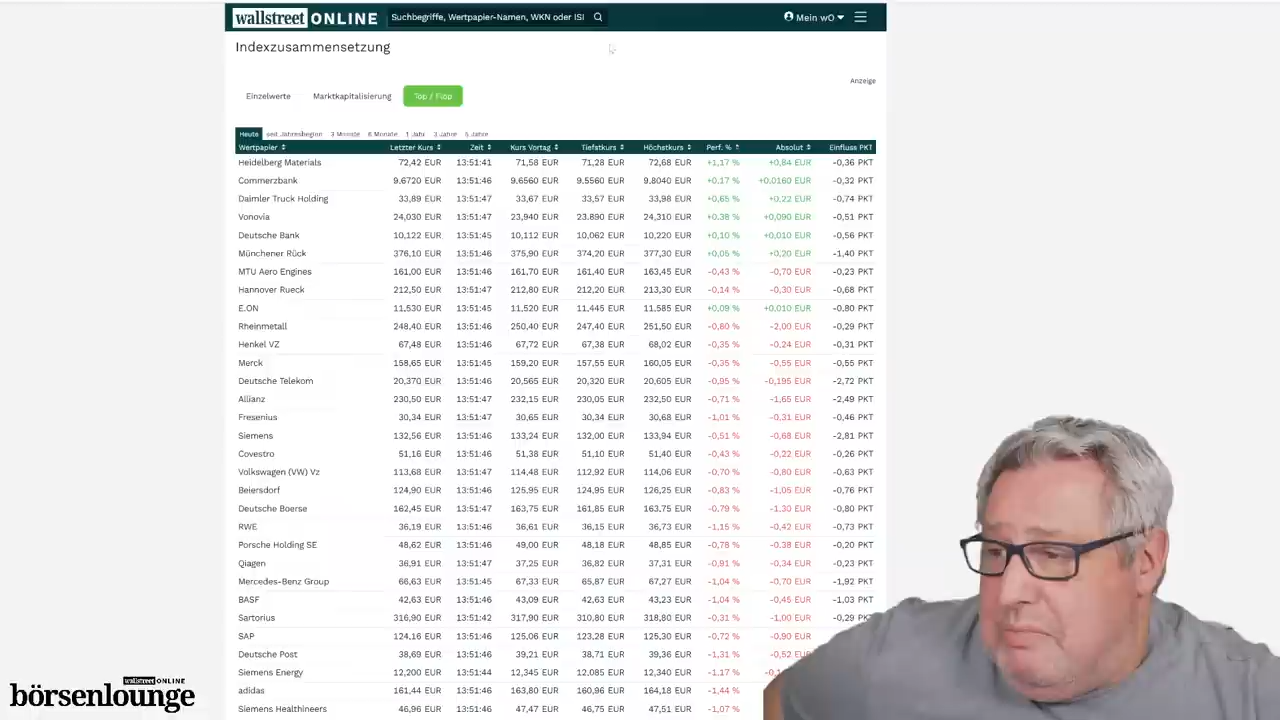 wallstreet ONLINE Suchbegriffe, Wertpapier-Namen, WKN oder ISI Mein wO
Indexzusammensetzung
Anzeige
Einzelwerte Marktkapitalisierung Top / Flop
Heute seit Jahresbeginn 3 Monate 6 Monate 1 Jahr 3 Jahre 5 Jahre
Wertpapier Letzter Kurs Zeit Kurs Vortag Tiefstkurs Höchstkurs Perf. % Absolut Einfluss PKT
Heidelberg Materials 72,42 EUR 13:51:41 71,58 EUR 71,28 EUR 72,68 EUR +1,17 % +0,84 EUR -0,36 PKT
Commerzbank 9.6720 EUR 13:51:46 9.6560 EUR 9.5560 EUR 9.8040 EUR +0.17 % +0.0160 EUR -0,32 PKT
Daimler Truck Holding 33,89 EUR 13:51:47 33,67 EUR 33,57 EUR 33,98 EUR +0,65 % +0,22 EUR -0,74 PKT
Vonovia 24,030 EUR 13:51:47 23,940 EUR 23.890 EUR 24,310 EUR +0.38 % +0,090 EUR -0,51 PKT
Deutsche Bank 10,122 EUR 13:51:45 10,112 EUR 10,062 EUR 10,220 EUR +0,10 % +0,010 EUR -0,56 PKT
Münchener Rück 376,10 EUR 13:51:46 375,90 EUR 374,20 EUR 377,30 EUR +0,05 % +0,20 EUR -1,40 PKT
MTU Aero Engines 161,00 EUR 13:51:46 161,70 EUR 161,40 EUR 163,45 EUR -0,43 % -0,70 EUR -0,23 PKT
Hannover Rueck 212,50 EUR 13:51:47 212,80 EUR 212,20 EUR 213,30 EUR -0,14 % -0,30 EUR -0,68 PKT
E.ON 11,530 EUR 13:51:45 11,520 EUR 11,445 EUR 11,585 EUR +0,09 % +0,010 EUR -0,80 PKT
Rheinmetall 248,40 EUR 13:51:46 250,40 EUR 247,40 EUR 251,50 EUR -0,80 % -2,00 EUR -0,29 PKT
Henkel VZ 67,48 EUR 13:51:46 67,72 EUR 67,38 EUR 68,02 EUR -0,35 % -0,24 EUR -0,31 PKT
Merck 158,65 EUR 13:51:45 159,20 EUR 157,55 EUR 160,05 EUR -0,35 % -0,55 EUR -0,55 PKT
Deutsche Telekom 20,370 EUR 13:51:46 20,565 EUR 20,320 EUR 20,605 EUR -0,95 % -0,195 EUR -2,72 PKT
Allianz 230,50 EUR 13:51:47 232,15 EUR 230,05 EUR 232,50 EUR -0,71 % -1,65 EUR -2,49 PKT
Fresenius 30,34 EUR 13:51:47 30,65 EUR 30,34 EUR 30,68 EUR -1,01 % -0,31 EUR -0,46 PKT
Siemens 132,56 EUR 13:51:46 133,24 EUR 132,00 EUR 133,94 EUR -0,51 % -0,68 EUR -2,81 PKT
Covestro 51,16 EUR 13:51:46 51,38 EUR 51,10 EUR 51,40 EUR -0,43 % -0,22 EUR -0,26 PKT
Volkswagen (VW) Vz 113,68 EUR 13:51:47 114,48 EUR 112,92 EUR 114,06 EUR -0,70 % -0,80 EUR -0,63 PKT
Beiersdorf 124,90 EUR 13:51:46 125,95 EUR 124,95 EUR 126,25 EUR -0,83 % -1,05 EUR -0,76 PKT
Deutsche Boerse 162,45 EUR 13:51:47 163,75 EUR 161,85 EUR 163,75 EUR -0,79 % -1,30 EUR -0,80 PKT
RWE 36,19 EUR 13:51:46 36,61 EUR 36,15 EUR 36,73 EUR -1,15 % -0,42 EUR -0,73 PKT
Porsche Holding SE 48,62 EUR 13:51:46 49,00 EUR 48,18 EUR 48,85 EUR -0,78 % -0.38 EUR -0,20 PKT
Qiagen 36,91 EUR 13:51:47 37,25 EUR 36,82 EUR 37,31 EUR -0,91 % -0,34 EUR -0,23 PKT
Mercedes-Benz Group 66,63 EUR 13:51:45 67,33 EUR 65,87 EUR 67,27 EUR -1,04 % -0,70 EUR -1,92 PKT
BASF 42,63 EUR 13:51:46 43,09 EUR 42,63 EUR 43,23 EUR -1,04 % -0,45 EUR -1,03 PKT
Sartorius 316,90 EUR 13:51:42 317,90 EUR 310,80 EUR 318,80 EUR -0,31 % -1,00 EUR -0,29 PKT
SAP 124,16 EUR 13:51:46 125,06 EUR 123,28 EUR 125,30 EUR -0,72 % -0,90 EUR
Deutsche Post 38,69 EUR 13:51:46 39,21 EUR 38,71 EUR 39,36 EUR -1,31 % -0,52
Siemens Energy 12,200 EUR 13:51:44 12,345 EUR 12,085 EUR 12,340 EUR -1.17 %
adidas 161,44 EUR 13:51:46 163,80 EUR 160,96 EUR 164,18 EUR -1,44 %
Siemens Healthineers 46,96 EUR 13:51:46 47,47 EUR 46,75 EUR 47,51 EUR -1,07 %
wallstreet ONLINE
börsenlounge